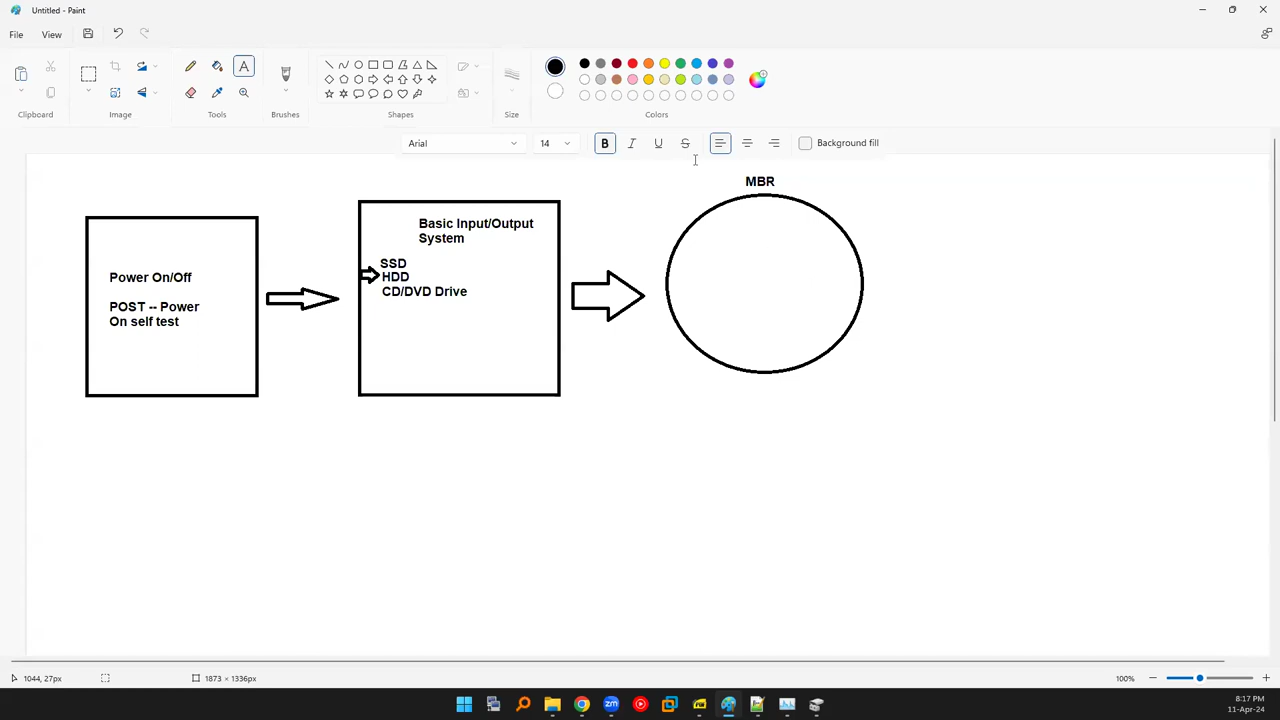 Untitled - Paint
File
View
Clipboard
Image
Tools
Brushes
Shapes
Size
Colors
Arial
14
B
I
U
S
Background fill
MBR
Basic Input/Output
System
SSD
HDD
CD/DVD Drive
Power On/Off
POST -- Power
On self test
1044, 27px
1873 × 1336px
100%
8:17 PM
11-Apr-24